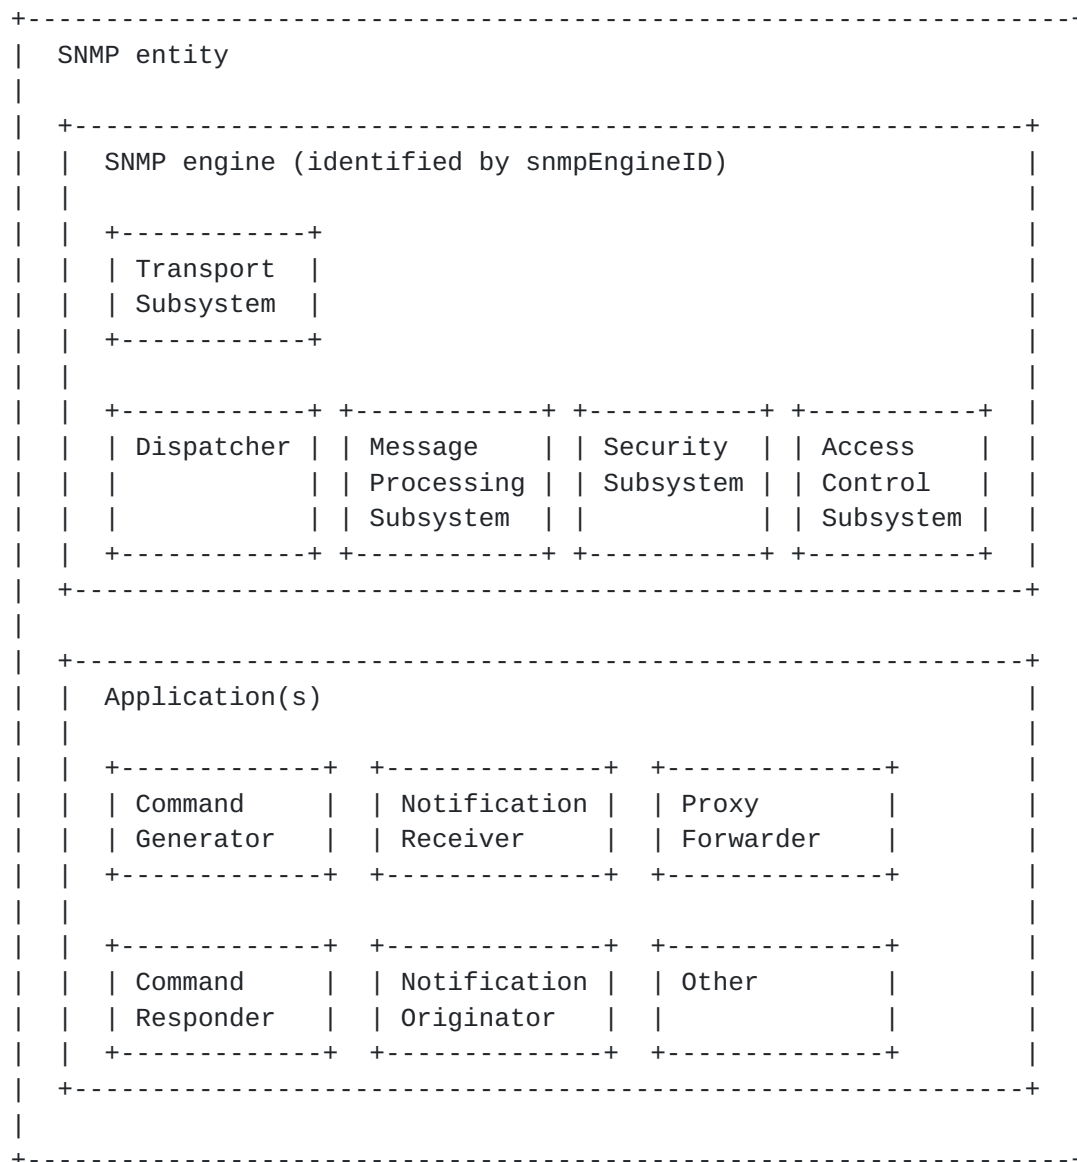 +-------------------------------------------------------------------+
|  SNMP entity
|
|  +-------------------------------------------------------------+
|  |  SNMP engine (identified by snmpEngineID)                   |
|  |                                                             |
|  |  +------------+                                             |
|  |  | Transport  |                                             |
|  |  | Subsystem  |                                             |
|  |  +------------+                                             |
|  |                                                             |
|  |  +------------+ +------------+ +-----------+ +-----------+  |
|  |  | Dispatcher | | Message    | | Security  | | Access    |  |
|  |  |            | | Processing | | Subsystem | | Control   |  |
|  |  |            | | Subsystem  | |           | | Subsystem |  |
|  |  +------------+ +------------+ +-----------+ +-----------+  |
|  +-------------------------------------------------------------+
|
|  +-------------------------------------------------------------+
|  |  Application(s)                                             |
|  |                                                             |
|  |  +-------------+  +--------------+  +--------------+        |
|  |  | Command     |  | Notification |  | Proxy        |        |
|  |  | Generator   |  | Receiver     |  | Forwarder    |        |
|  |  +-------------+  +--------------+  +--------------+        |
|  |                                                             |
|  |  +-------------+  +--------------+  +--------------+        |
|  |  | Command     |  | Notification |  | Other        |        |
|  |  | Responder   |  | Originator   |  |              |        |
|  |  +-------------+  +--------------+  +--------------+        |
|  +-------------------------------------------------------------+
|
+-------------------------------------------------------------------+